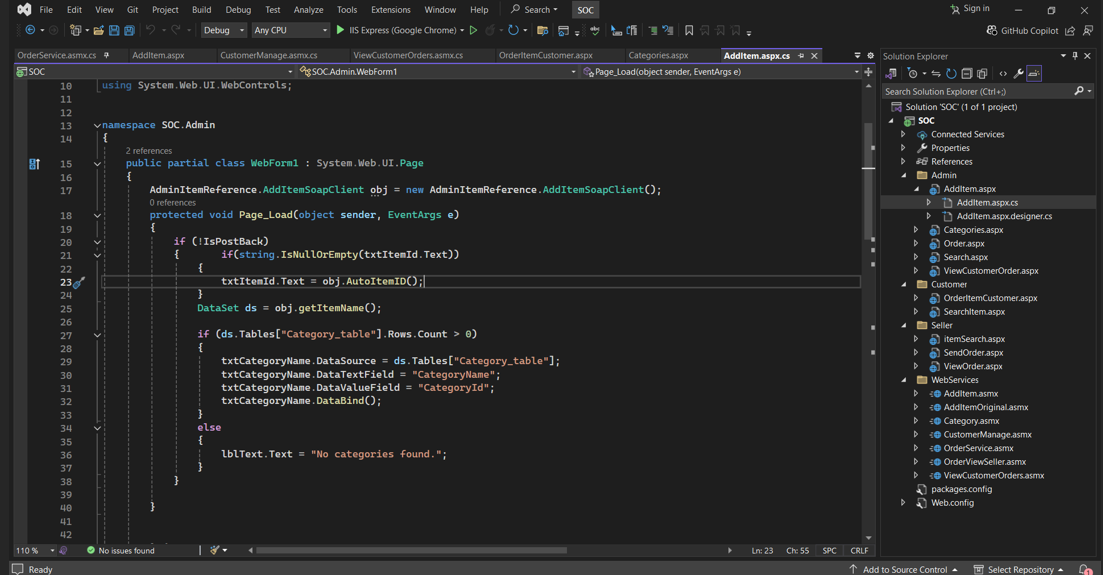 File Edit View Git Project Build Debug Test Analyze Tools Extensions Window Help Search SOC Sign in
Debug Any CPU IIS Express (Google Chrome) GitHub Copilot
OrderService.asmx.cs AddItem.aspx CustomerManage.asmx.cs ViewCustomerOrders.asmx.cs OrderItemCustomer.aspx Categories.aspx AddItem.aspx.cs
SOC SOC.Admin.WebForm1 Page_Load(object sender, EventArgs e)
10 using System.Web.UI.WebControls;
11
12
13 namespace SOC.Admin
14 {
2 references
15 public partial class WebForm1 : System.Web.UI.Page
16 {
17 AdminItemReference.AddItemSoapClient obj = new AdminItemReference.AddItemSoapClient();
0 references
18 protected void Page_Load(object sender, EventArgs e)
19 {
20 if (!IsPostBack)
21 { if(string.IsNullOrEmpty(txtItemId.Text))
22 {
23 txtItemId.Text = obj.AutoItemID();
24 }
25 DataSet ds = obj.getItemName();
26
27 if (ds.Tables["Category_table"].Rows.Count > 0)
28 {
29 txtCategoryName.DataSource = ds.Tables["Category_table"];
30 txtCategoryName.DataTextField = "CategoryName";
31 txtCategoryName.DataValueField = "CategoryId";
32 txtCategoryName.DataBind();
33 }
34 else
35 {
36 lblText.Text = "No categories found.";
37 }
38 }
39
40 }
41
42
110 % No issues found Ln: 23 Ch: 55 SPC CRLF
Solution Explorer
Search Solution Explorer (Ctrl+;)
Solution 'SOC' (1 of 1 project)
SOC
Connected Services
Properties
References
Admin
AddItem.aspx
AddItem.aspx.cs
AddItem.aspx.designer.cs
Categories.aspx
Order.aspx
Search.aspx
ViewCustomerOrder.aspx
Customer
OrderItemCustomer.aspx
SearchItem.aspx
Seller
itemSearch.aspx
SendOrder.aspx
ViewOrder.aspx
WebServices
AddItem.asmx
AddItemOriginal.asmx
Category.asmx
CustomerManage.asmx
OrderService.asmx
OrderViewSeller.asmx
ViewCustomerOrders.asmx
packages.config
Web.config
Ready Add to Source Control Select Repository 1